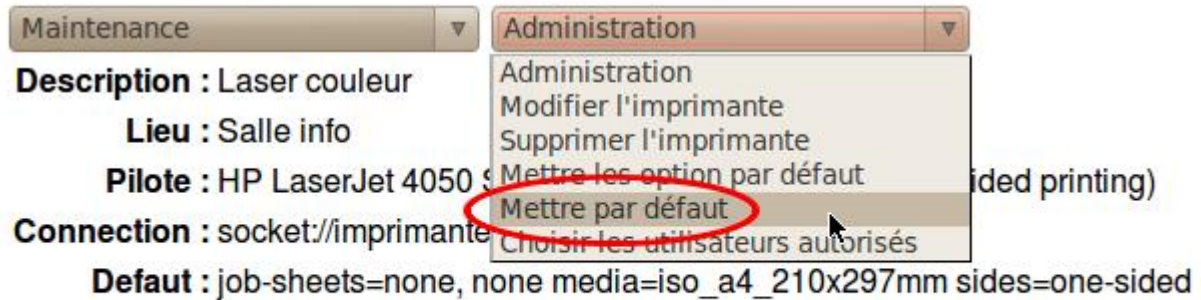 Maintenance Administration
Description : Laser couleur
Administration
Modifier l'imprimante
Lieu : Salle info
Supprimer l'imprimante
Pilote : HP LaserJet 4050
Mettre les option par défaut
ided printing)
Mettre par défaut
Connection : socket://imprimante
Choisir les utilisateurs autorisés
Defaut : job-sheets=none, none media=iso_a4_210x297mm sides=one-sided